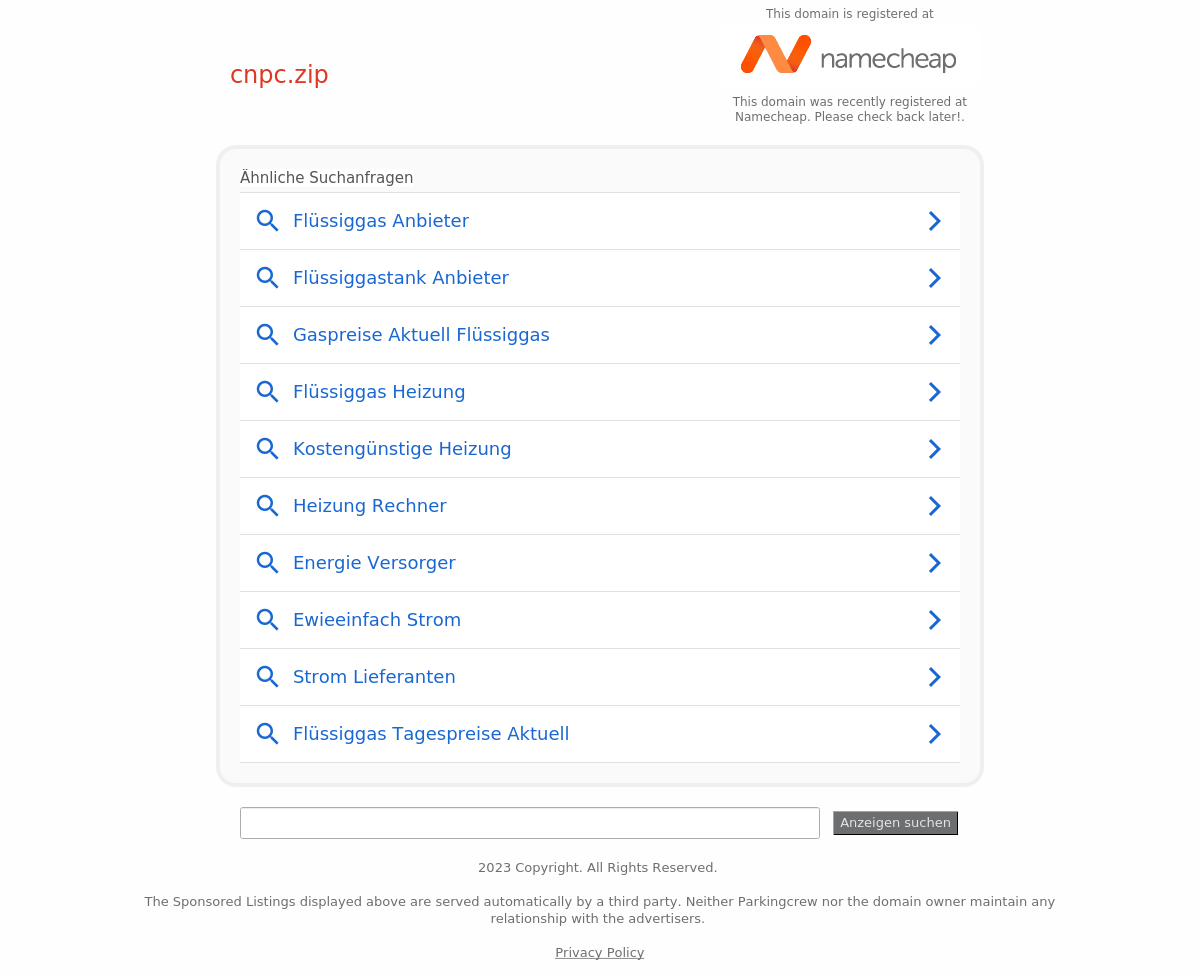 This domain is registered at
namecheap
cnpc.zip
This domain was recently registered at
Namecheap. Please check back later!.
Ähnliche Suchanfragen
Flüssiggas Anbieter
Flüssiggastank Anbieter
Gaspreise Aktuell Flüssiggas
Flüssiggas Heizung
Kostengünstige Heizung
Heizung Rechner
Energie Versorger
Ewieeinfach Strom
Strom Lieferanten
Flüssiggas Tagespreise Aktuell
Anzeigen suchen
2023 Copyright. All Rights Reserved.
The Sponsored Listings displayed above are served automatically by a third party. Neither Parkingcrew nor the domain owner maintain any
relationship with the advertisers.
Privacy Policy